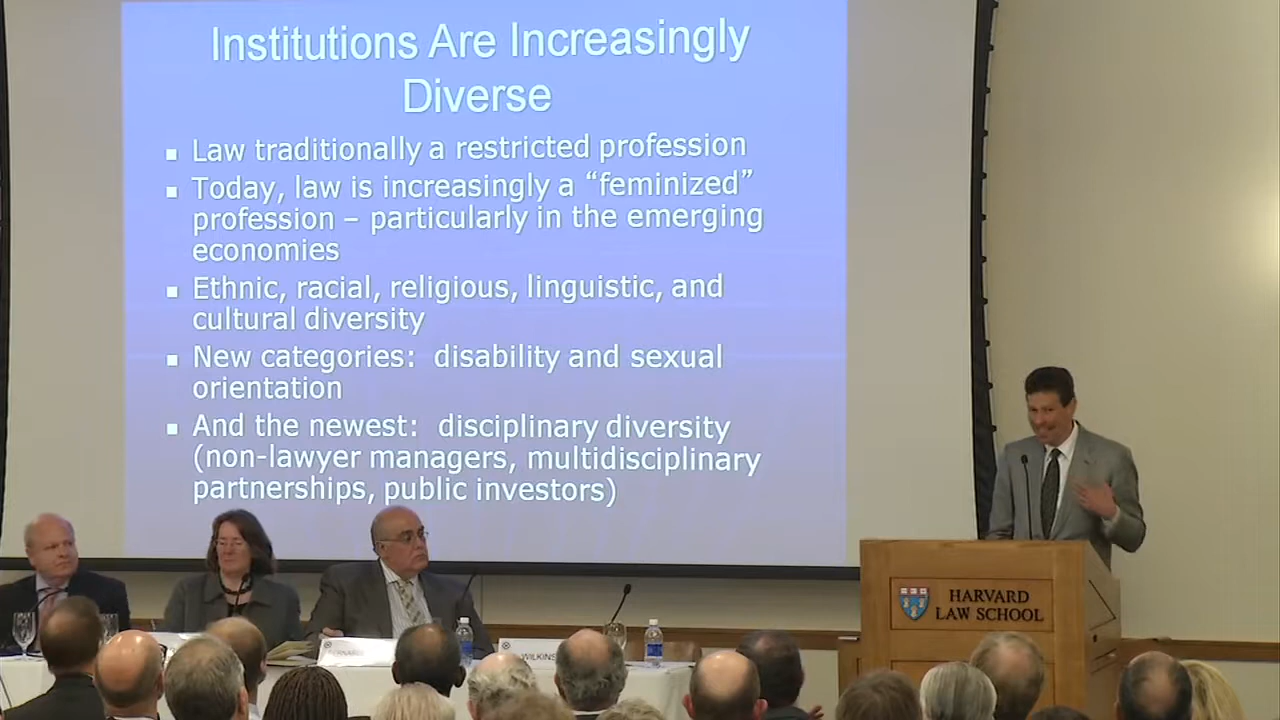 Institutions Are Increasingly
Diverse
▪ Law traditionally a restricted profession
▪ Today, law is increasingly a “feminized”
profession – particularly in the emerging
economies
▪ Ethnic, racial, religious, linguistic, and
cultural diversity
▪ New categories: disability and sexual
orientation
▪ And the newest: disciplinary diversity
(non-lawyer managers, multidisciplinary
partnerships, public investors)
HARVARD
LAW SCHOOL
WILKINS